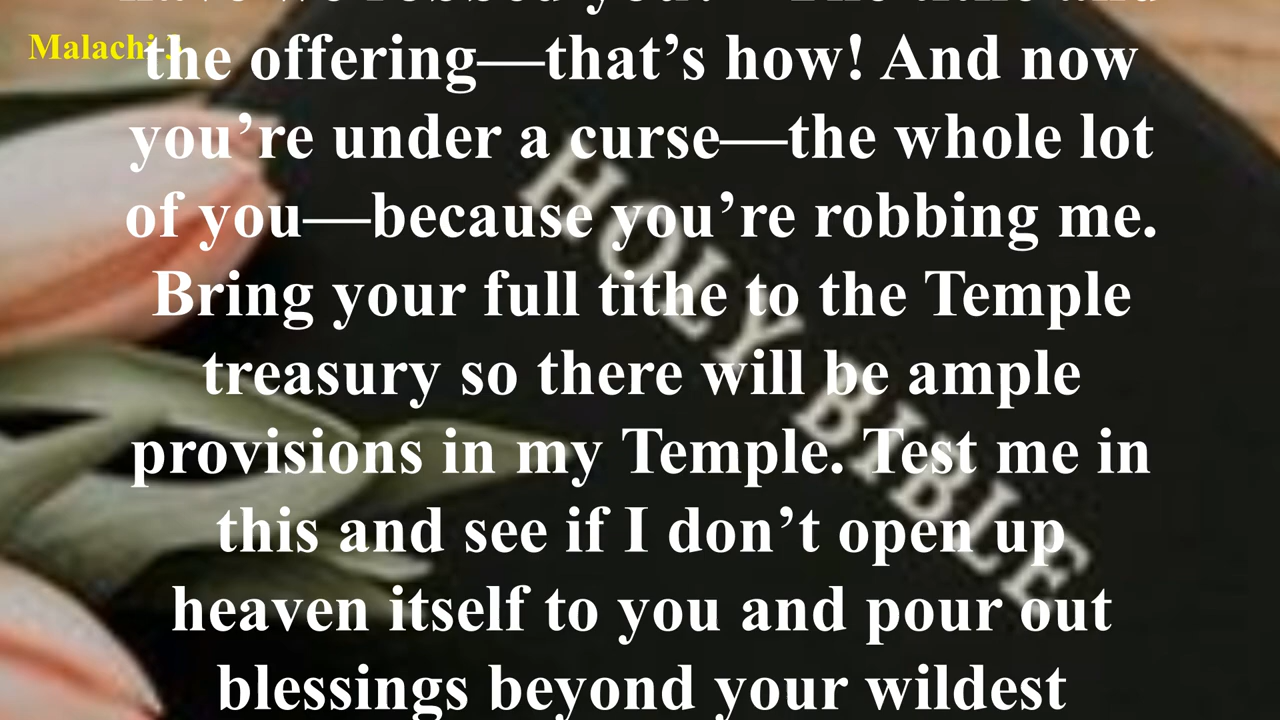 Malachi
the offering—that’s how! And now
you’re under a curse—the whole lot
of you—because you’re robbing me.
Bring your full tithe to the Temple
treasury so there will be ample
provisions in my Temple. Test me in
this and see if I don’t open up
heaven itself to you and pour out
blessings beyond your wildest
HOLY BIBLE